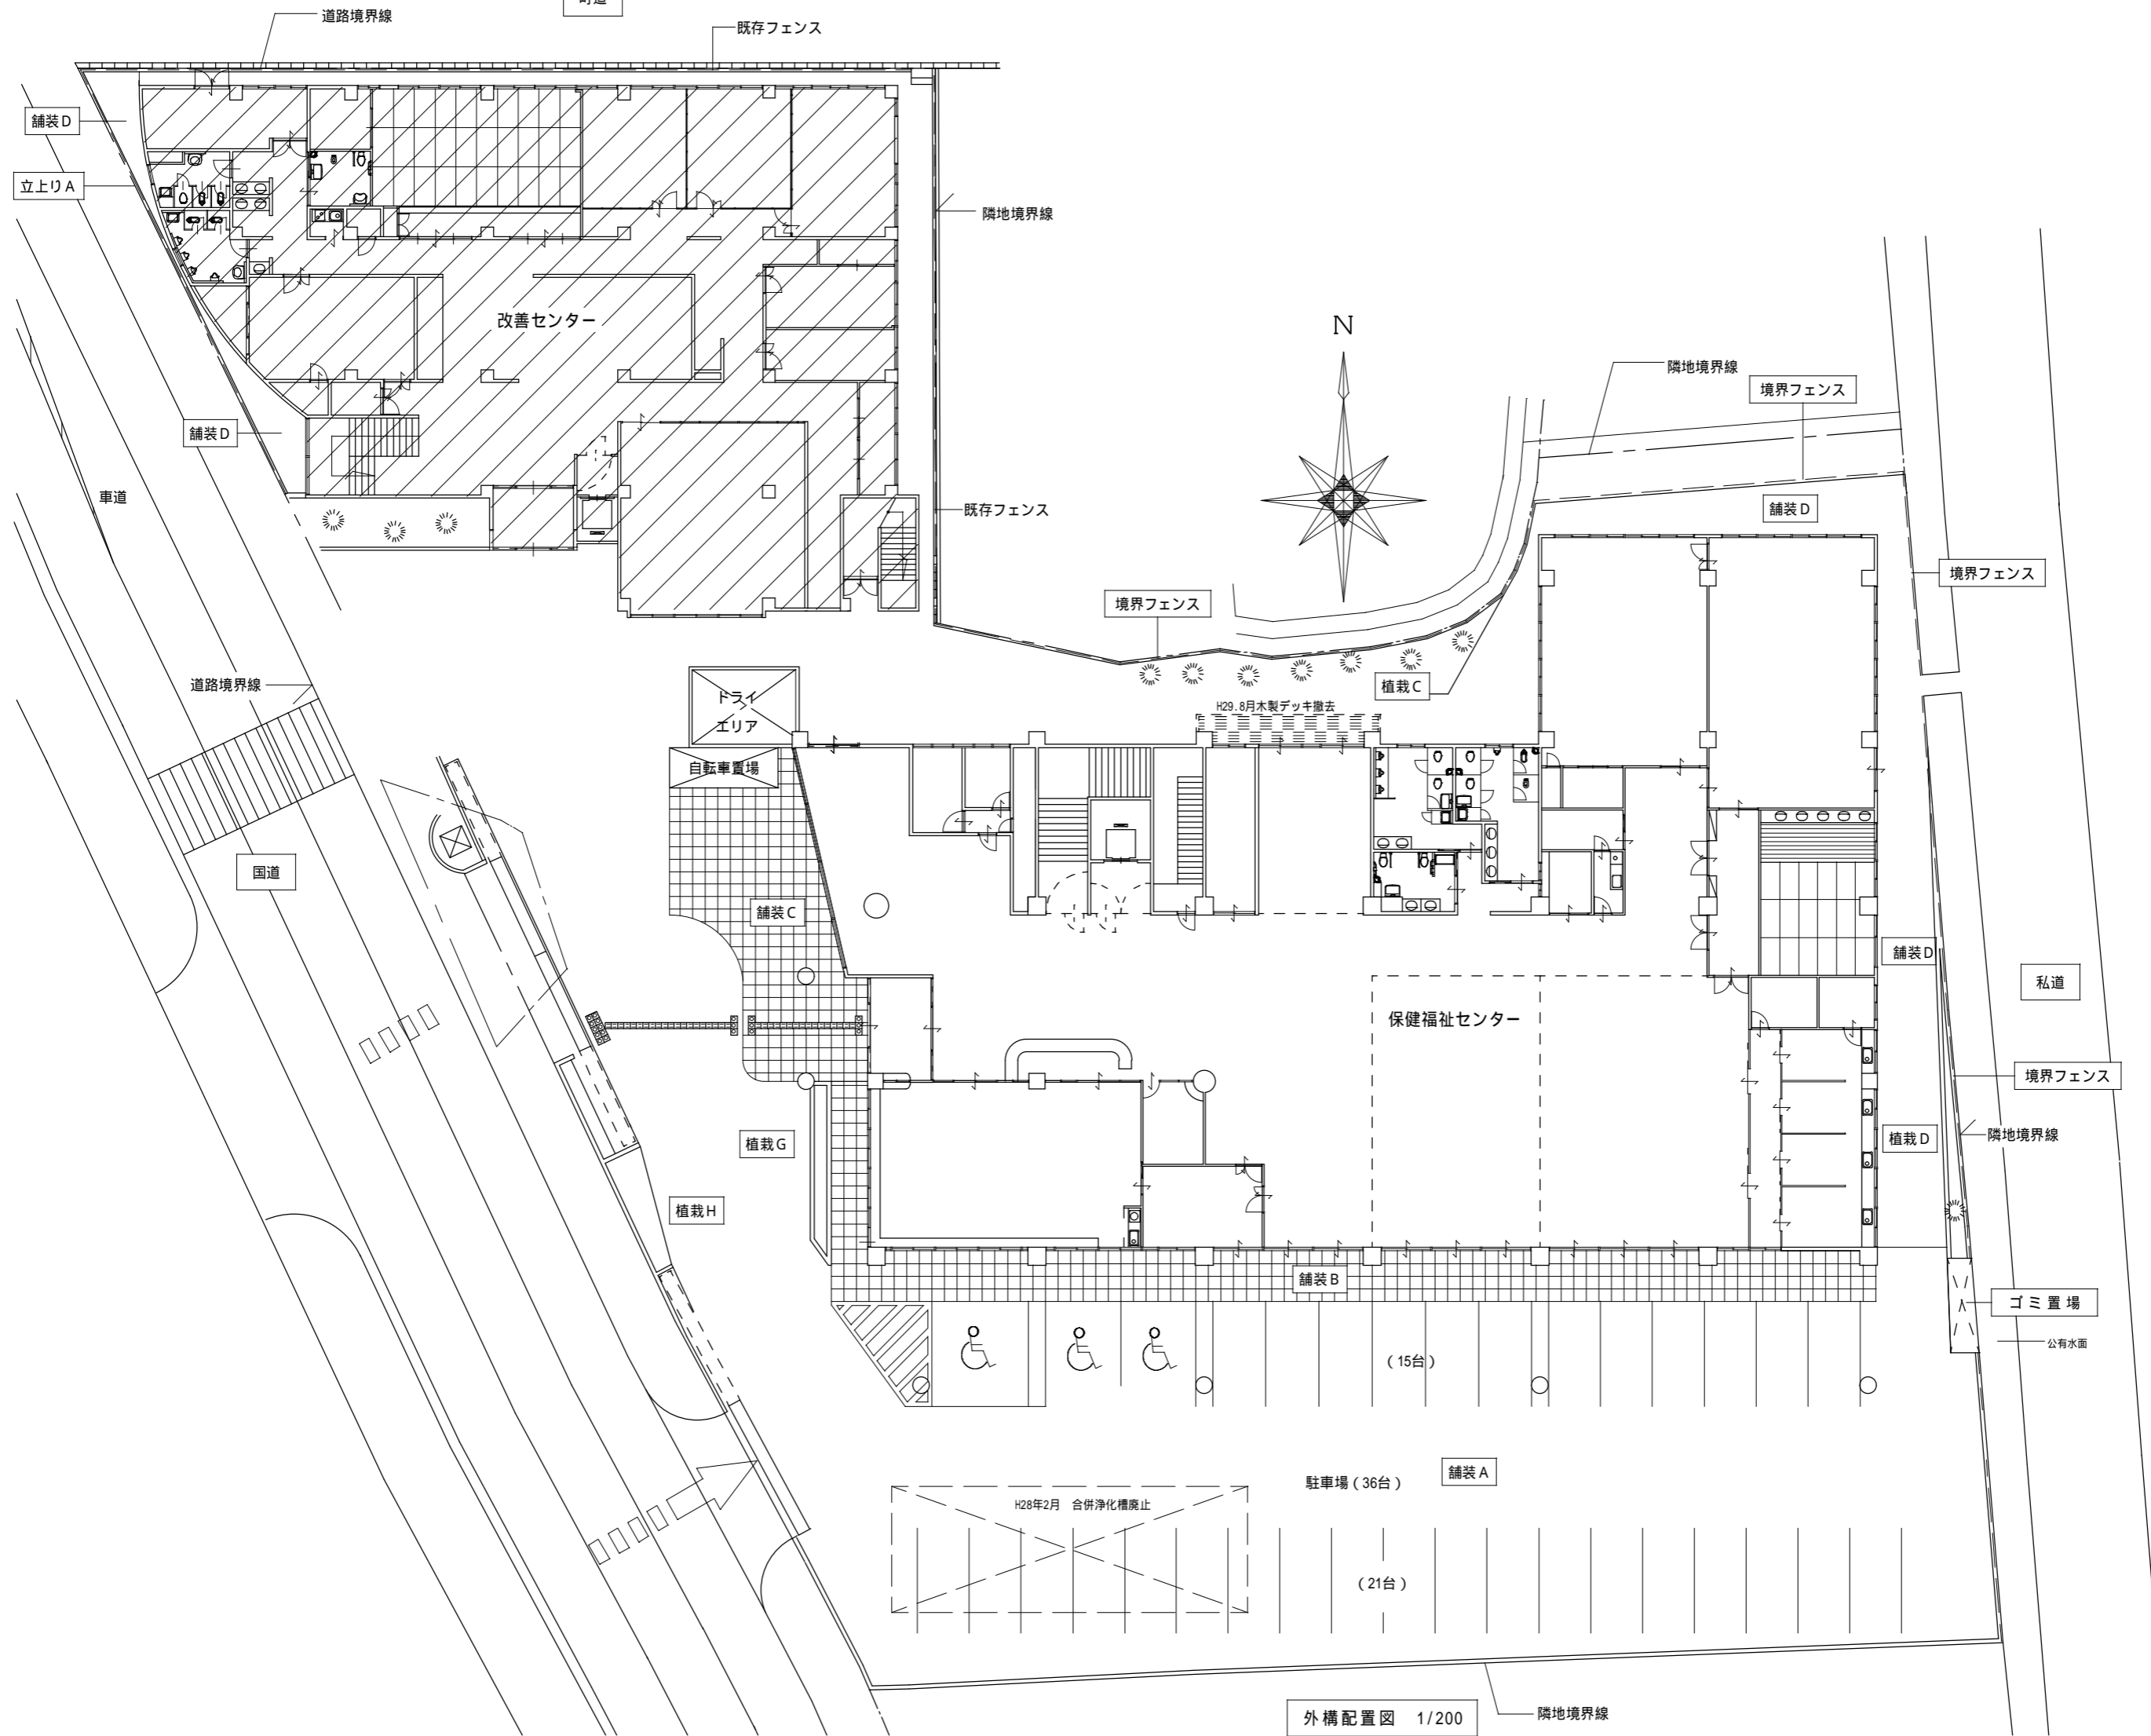 町道
道路境界線
既存フェンス
舗装D
立上りA
隣地境界線
改善センター
N
隣地境界線
境界フェンス
舗装D
車道
既存フェンス
舗装D
境界フェンス
境界フェンス
道路境界線
植栽C
ドライ
エリア
H29.8月木製デッキ撤去
自転車置場
国道
舗装C
舗装D
私道
保健福祉センター
境界フェンス
植栽G
植栽D
隣地境界線
植栽H
舗装B
ゴミ置場
公有水面
(15台)
駐車場(36台)
舗装A
H28年2月 合併浄化槽廃止
(21台)
外構配置図 1/200
隣地境界線